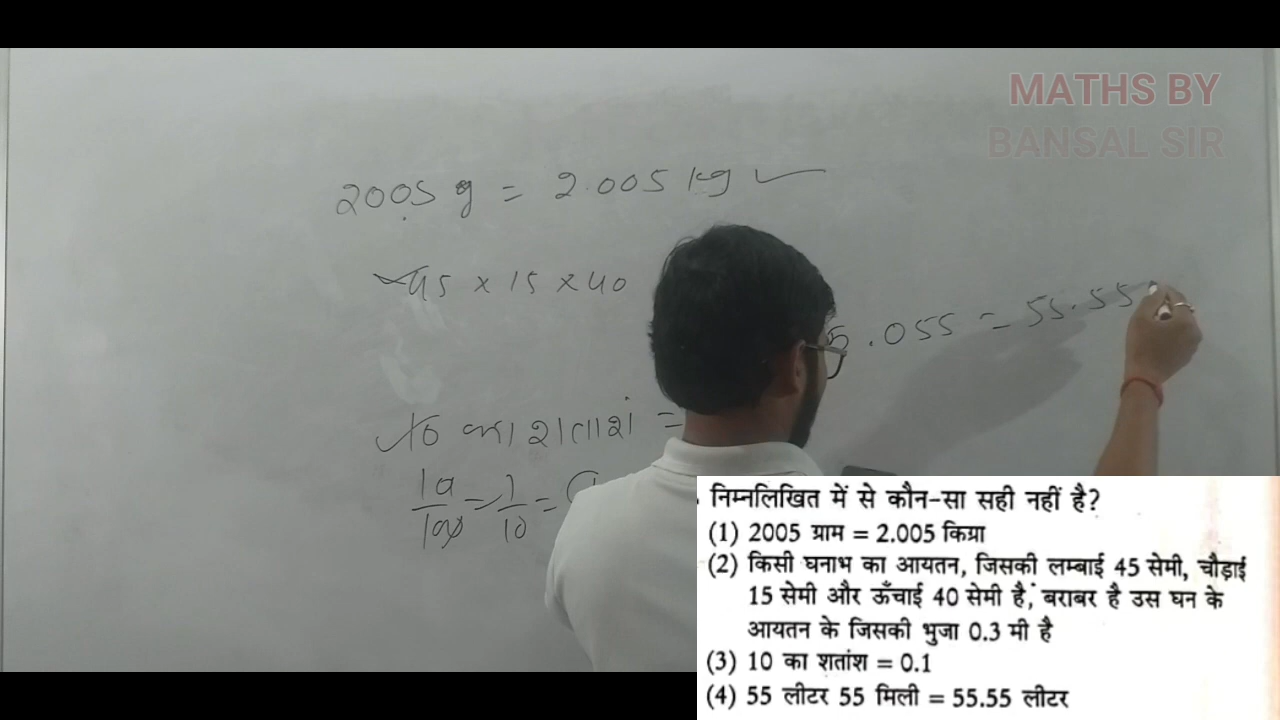 MATHS BY
BANSAL SIR
2005 g = 2.005 kg ✓
45 × 15 × 40
5.055 = 55.55
10 का शतांश =
10/100 = 1/10 =
निम्नलिखित में से कौन-सा सही नहीं है?
(1) 2005 ग्राम = 2.005 किग्रा
(2) किसी घनाभ का आयतन, जिसकी लम्बाई 45 सेमी, चौड़ाई
15 सेमी और ऊँचाई 40 सेमी है, बराबर है उस घन के
आयतन के जिसकी भुजा 0.3 मी है
(3) 10 का शतांश = 0.1
(4) 55 लीटर 55 मिली = 55.55 लीटर